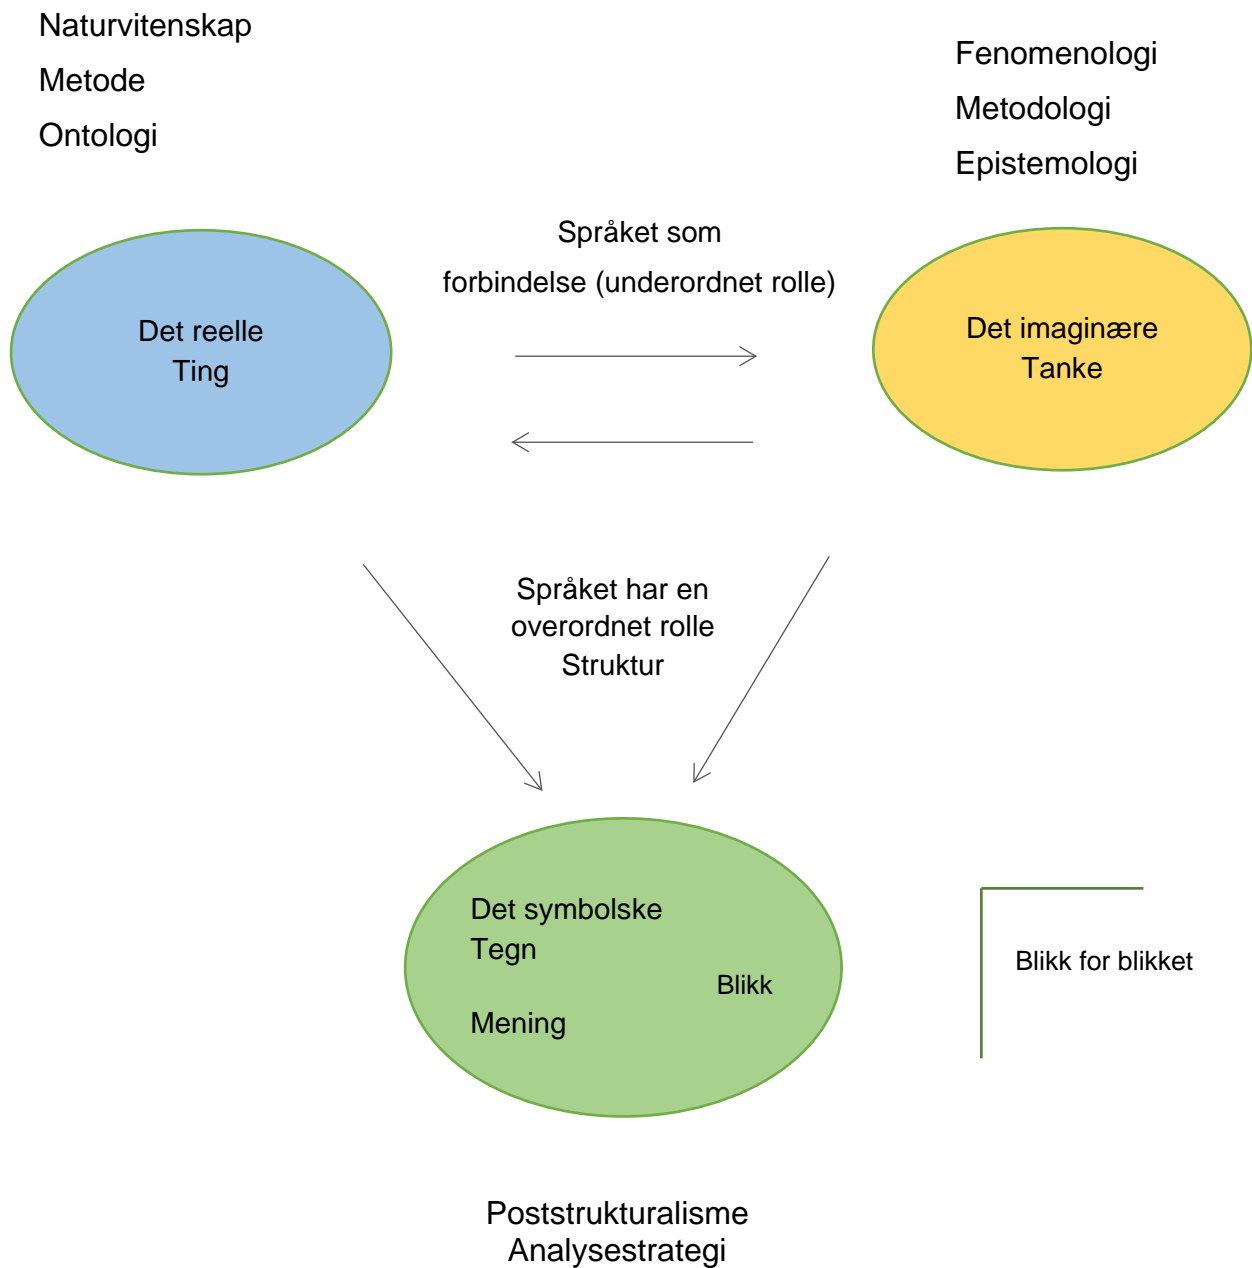 Naturvitenskap
Metode
Ontologi
Fenomenologi
Metodologi
Epistemologi
Språket som
forbindelse (underordnet rolle)
Det reelle
Ting
Det imaginære
Tanke
Språket har en
overordnet rolle
Struktur
Det symbolske
Tegn
Blikk
Mening
Blikk for blikket
Poststrukturalisme
Analysestrategi